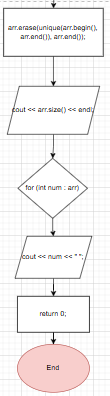 arr.erase(unique(arr.begin(),
arr.end()), arr.end());
cout << arr.size() << endl;
for (int num : arr)
cout << num << " ";
return 0;
End